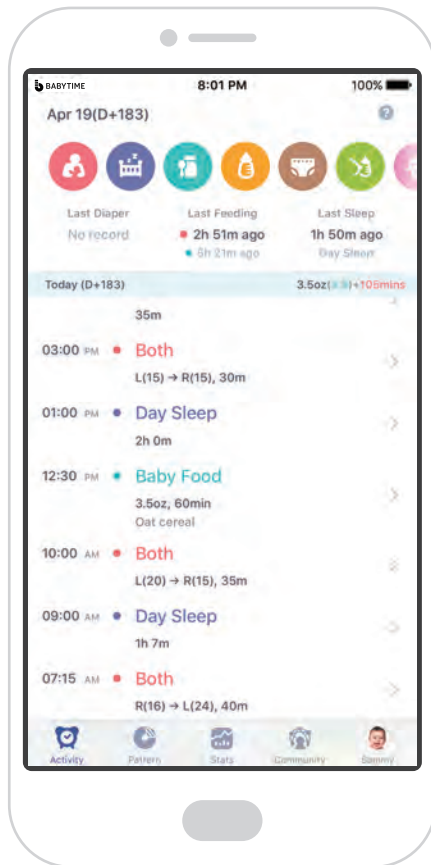 BABYTIME 8:01 PM 100%
Apr 19(D+183) ?
Last Diaper Last Feeding Last Sleep
No record 2h 51m ago 1h 50m ago
6h 21m ago Day Sleep
Today (D+183) 3.5oz(3.5)+105mins
35m
03:00 PM Both
L(15) → R(15), 30m
01:00 PM Day Sleep
2h 0m
12:30 PM Baby Food
3.5oz, 60min
Oat cereal
10:00 AM Both
L(20) → R(15), 35m
09:00 AM Day Sleep
1h 7m
07:15 AM Both
R(16) → L(24), 40m
Activity Pattern Stats Community Sammy